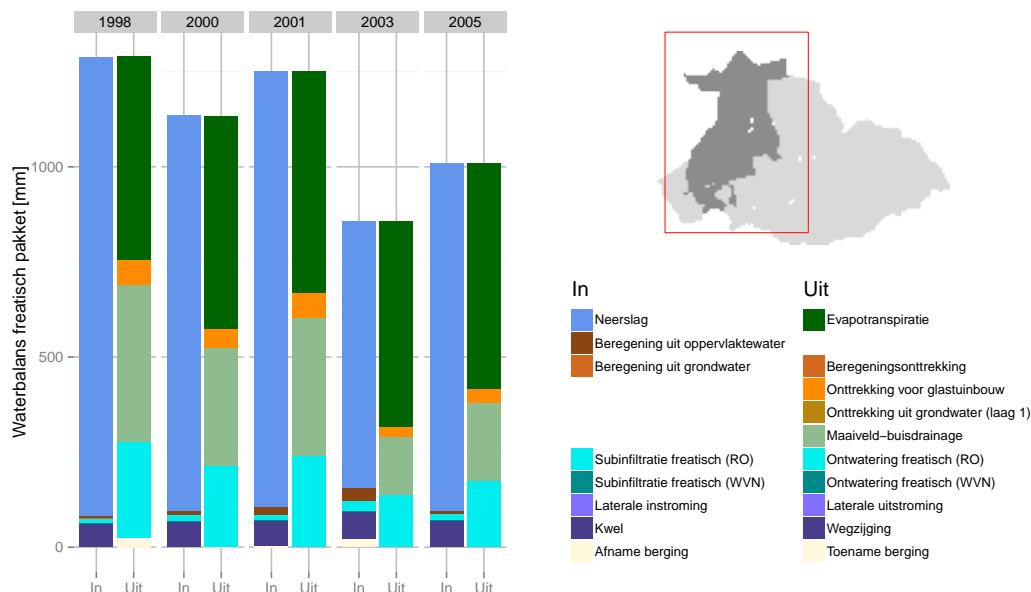 1998 2000 2001 2003 2005
Waterbalans freatisch pakket [mm]
1000
500
0
In Uit In Uit In Uit In Uit In Uit
In Uit
Neerslag Evapotranspiratie
Beregening uit oppervlaktewater
Beregening uit grondwater Beregeningsonttrekking
Onttrekking voor glastuinbouw
Onttrekking uit grondwater (laag 1)
Maaiveld−buisdrainage
Subinfiltratie freatisch (RO) Ontwatering freatisch (RO)
Subinfiltratie freatisch (WVN) Ontwatering freatisch (WVN)
Laterale instroming Laterale uitstroming
Kwel Wegzijging
Afname berging Toename berging